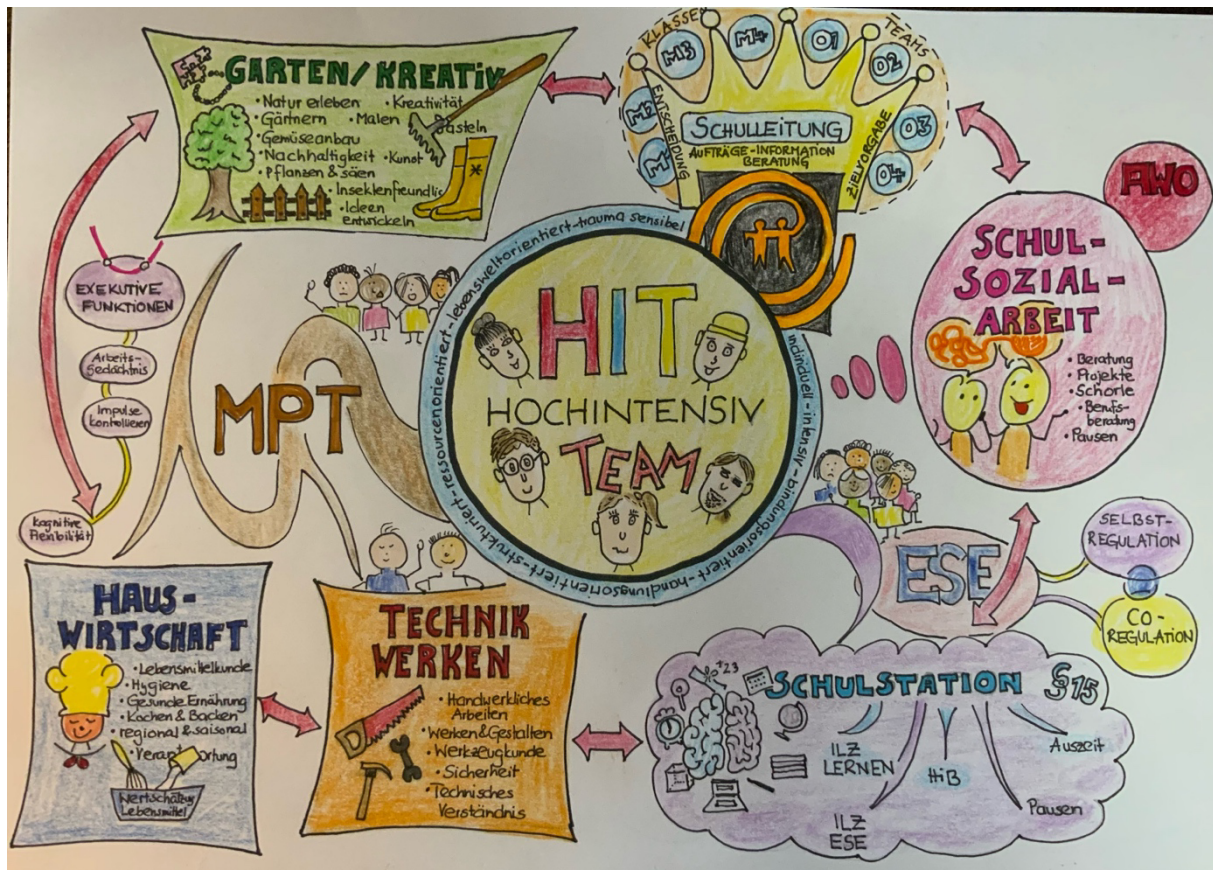 GARTEN/KREATIV
• Natur erleben
• Gärtnern
• Gemüseanbau
• Nachhaltigkeit
• Pflanzen & säen
• Kreativität
• Malen
Basteln
• Kunst
• Insektenfreundlic
• Ideen
entwickeln
KLASSEN
TEAMS
M3
M4
O1
O2
O3
O4
M2
M1
ENTSCHEIDUNG
ZIELVORGABE
SCHULLEITUNG
AUFTRÄGE-INFORMATION
BERATUNG
AWO
SCHUL-
SOZIAL-
ARBEIT
• Beratung
• Projekte
• Schorle
• Berufs-
beratung
• Pausen
EXEKUTIVE
FUNKTIONEN
Arbeits-
gedächtnis
Impulse
kontrollieren
Kognitive
Flexibilität
MPT
individuell-intensiv-bindungsorientiert-handlungsorientiert-strukturiert-ressourcenorientiert-lebensweltorientiert-trauma sensibel
HIT
HOCHINTENSIV
TEAM
ESE
SELBST-
REGULATION
CO-
REGULATION
HAUS-
WIRTSCHAFT
• Lebensmittelkunde
• Hygiene
• Gesunde Ernährung
• Kochen & Backen
• regional & saisonal
• Verantwortung
Wertschätzung
Lebensmittel
TECHNIK
WERKEN
• Handwerkliches
Arbeiten
• Werken & Gestalten
• Werkzeugkunde
• Sicherheit
• Technisches
Verständnis
SCHULSTATION §15
+23
ILZ
LERNEN
HiB
Auszeit
Pausen
ILZ
ESE